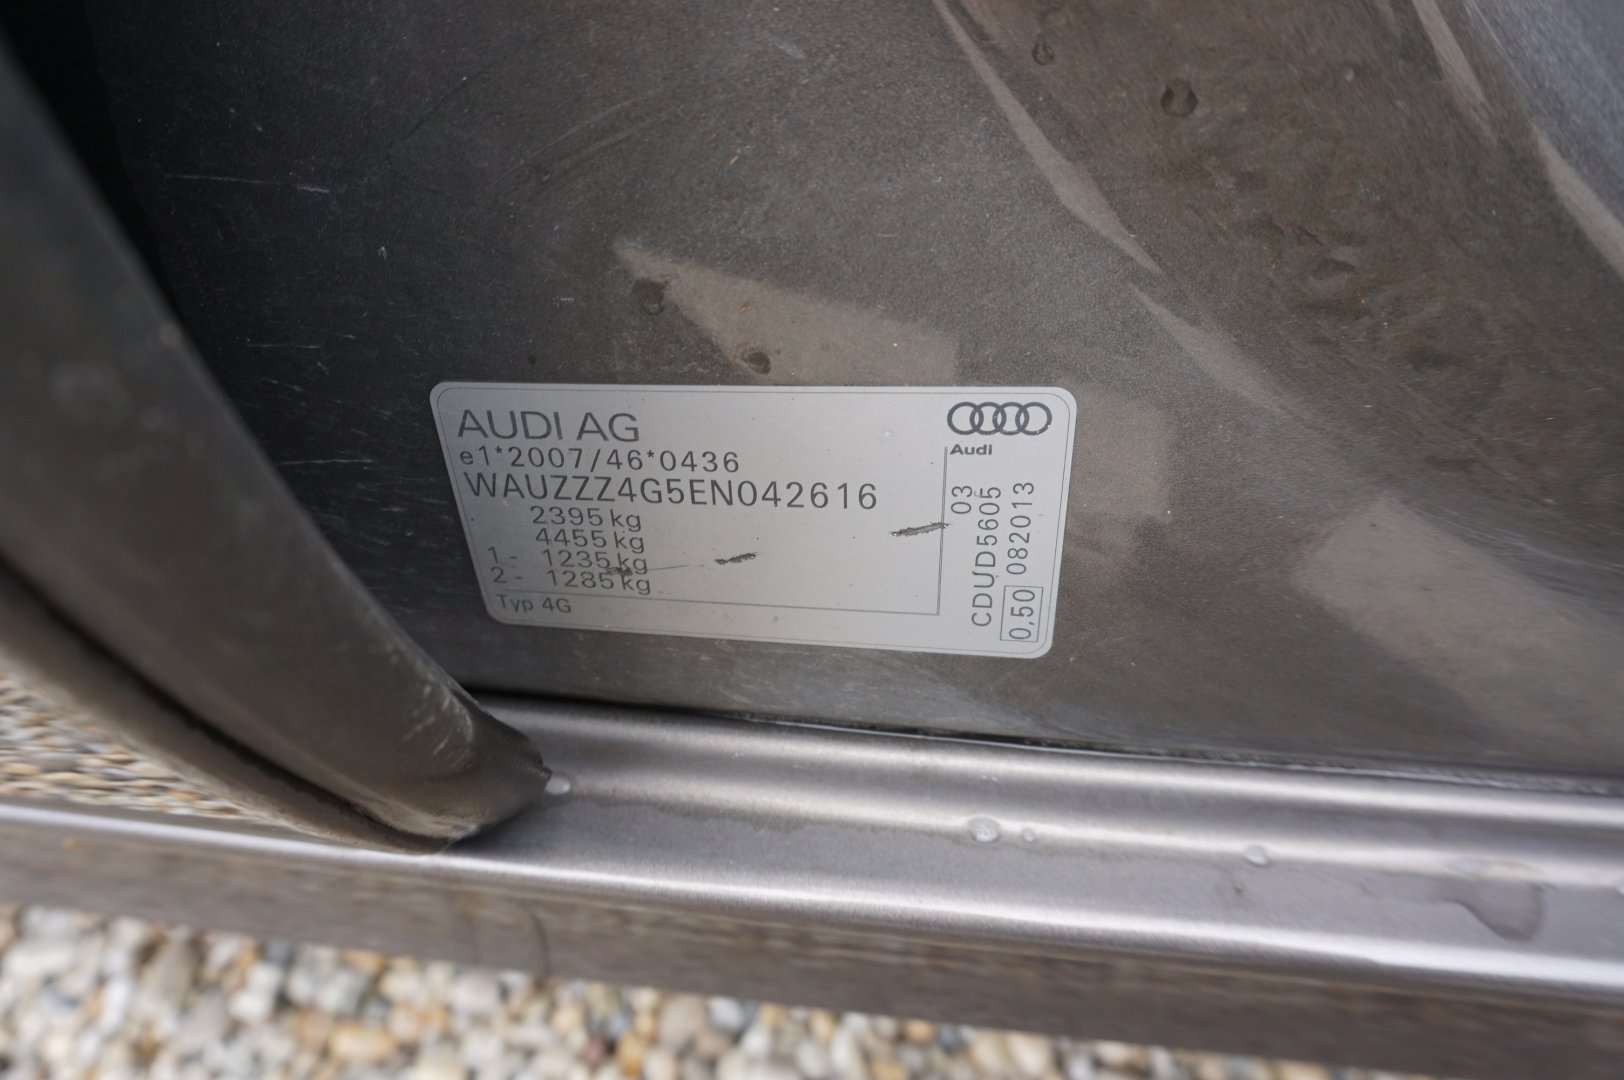 AUDI AG
e1*2007/46*0436
WAUZZZ4G5EN042616
2395 kg
4455 kg
1- 1235 kg
2- 1285 kg
Typ 4G
Audi
03
CDUD5605
0,50 082013